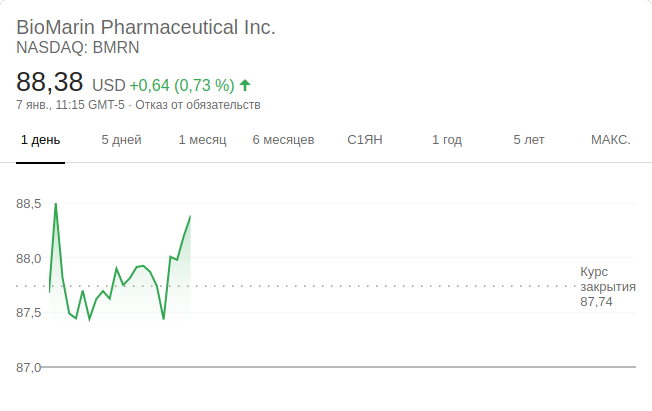 BioMarin Pharmaceutical Inc.
NASDAQ: BMRN
88,38 USD +0,64 (0,73 %)
7 янв., 11:15 GMT-5 · Отказ от обязательств
1 день 5 дней 1 месяц 6 месяцев С1ЯН 1 год 5 лет МАКС.
88,5
88,0
Курс
закрытия
87,74
87,5
87,0